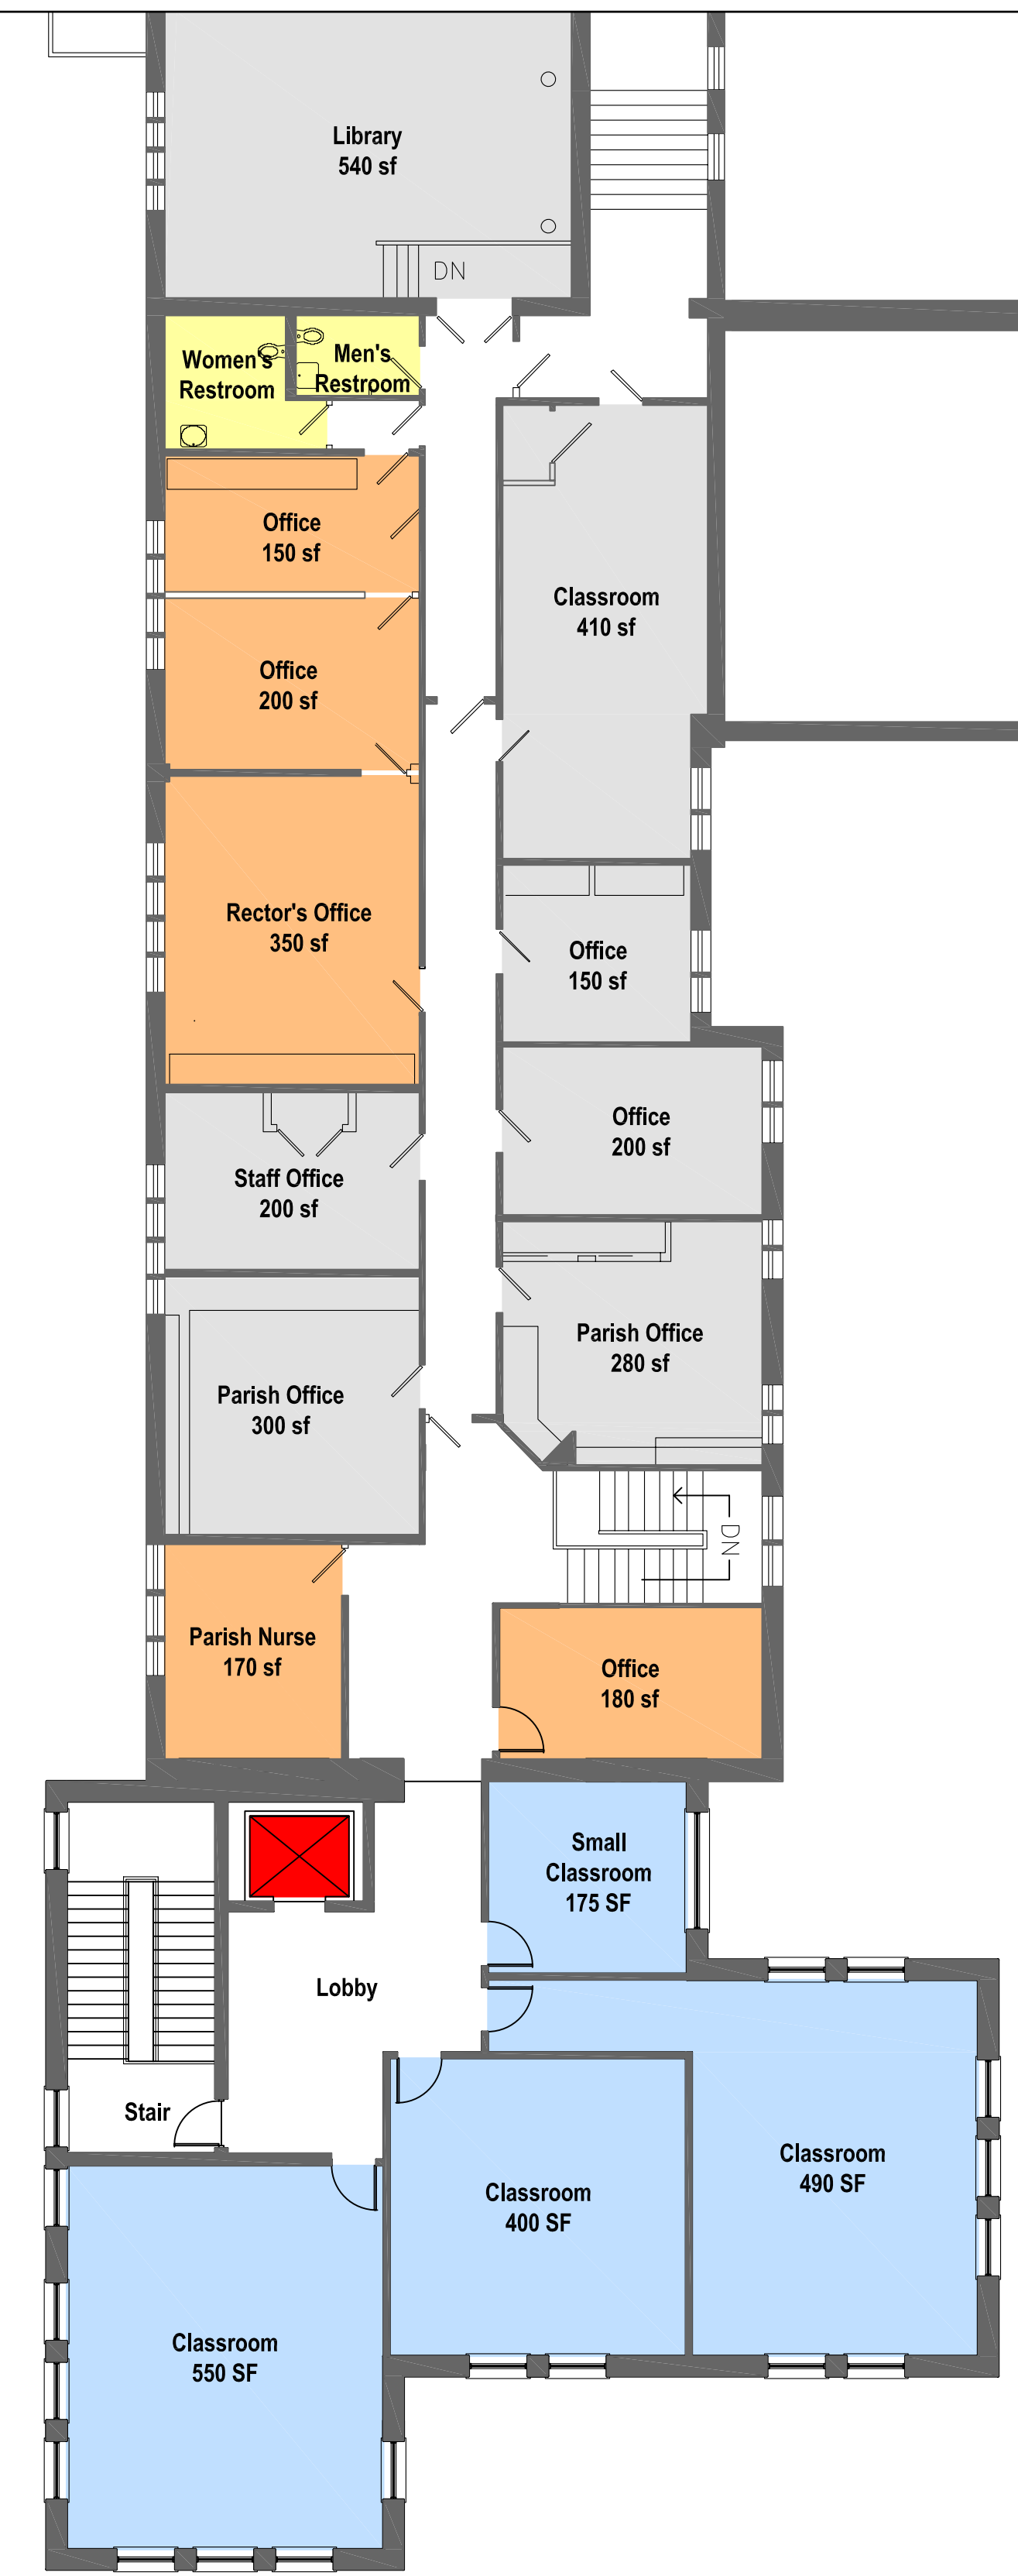 Library
540 sf
DN
Women's
Restroom
Men's
Restroom
Office
150 sf
Classroom
410 sf
Office
200 sf
Rector's Office
350 sf
Office
150 sf
Office
200 sf
Staff Office
200 sf
Parish Office
280 sf
Parish Office
300 sf
DN
Parish Nurse
170 sf
Office
180 sf
Small
Classroom
175 SF
Lobby
Stair
Classroom
490 SF
Classroom
400 SF
Classroom
550 SF